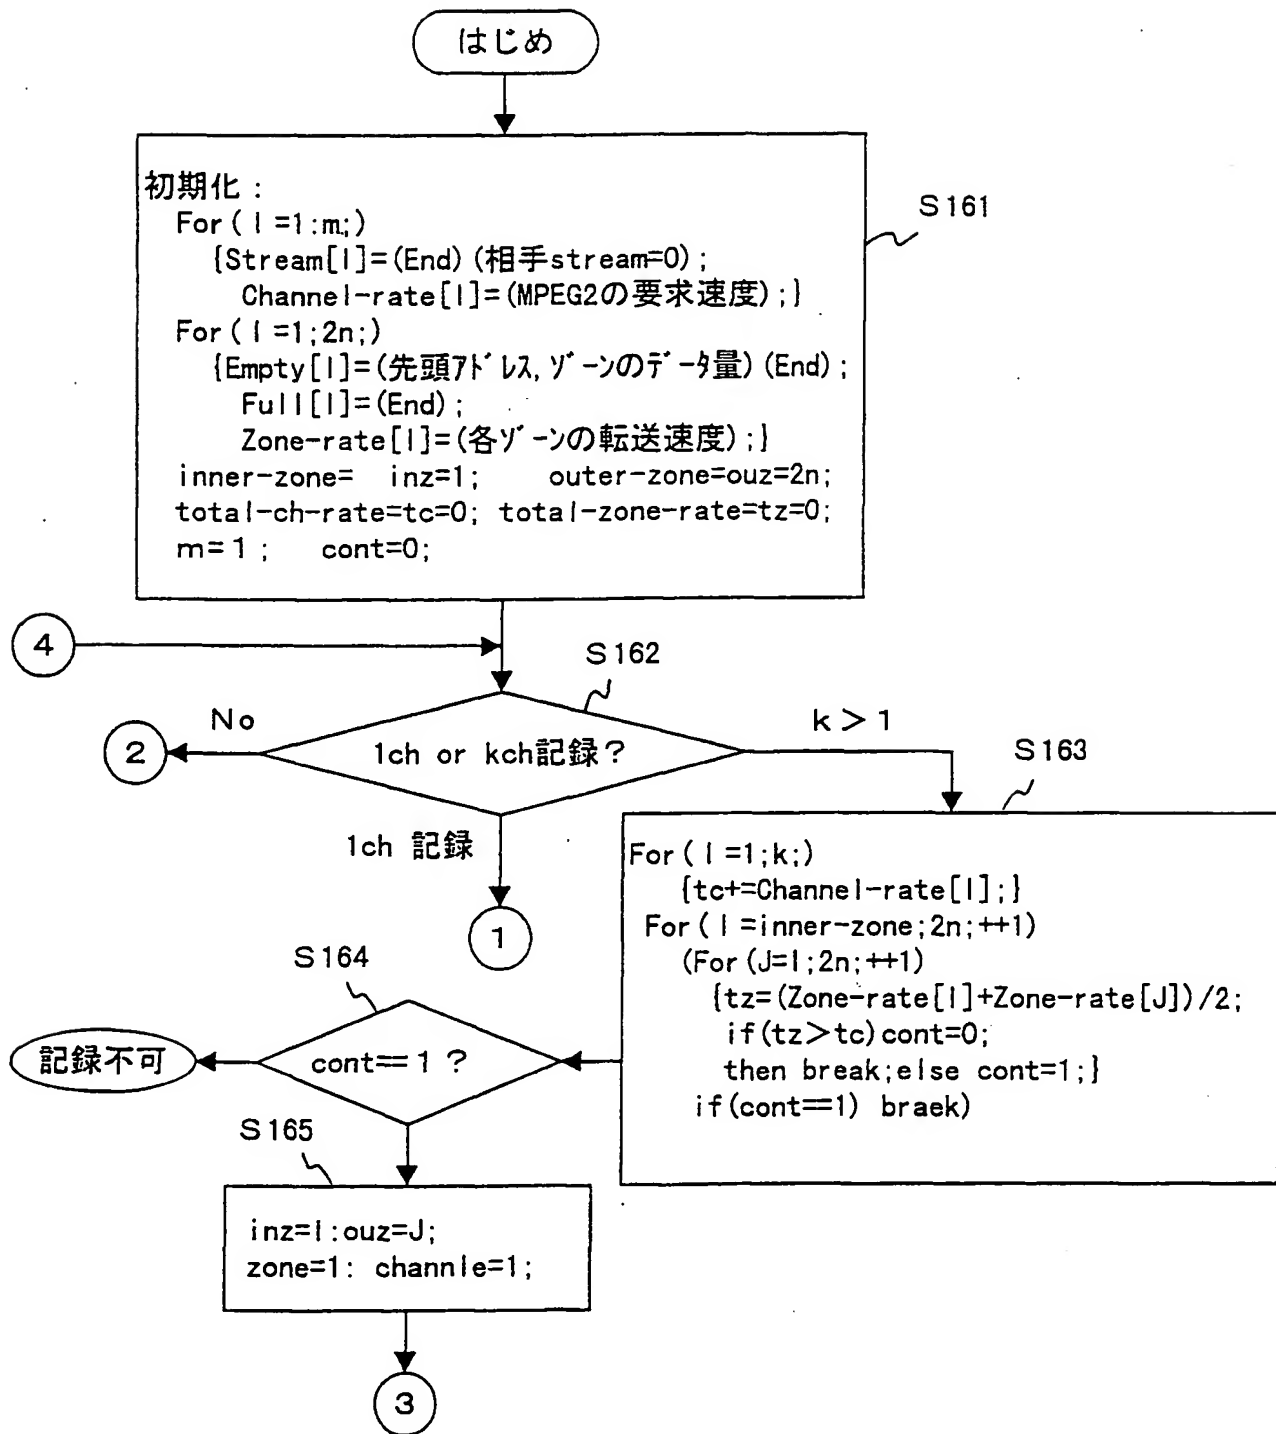 はじめ
初期化：
For(I=1:m;)
{Stream[I]=(End)(相手stream=0);
Channel-rate[I]=(MPEG2の要求速度);}
For(I=1;2n;)
{Empty[I]=(先頭アドレス,ゾーンのデータ量)(End);
Full[I]=(End);
Zone-rate[I]=(各ゾーンの転送速度);}
inner-zone= inz=1; outer-zone=ouz=2n;
total-ch-rate=tc=0; total-zone-rate=tz=0;
m=1; cont=0;
S161
4
S162
No
2
1ch or kch記録？
k>1
S163
1ch 記録
1
For(I=1;k;)
{tc+=Channel-rate[I];}
For(I=inner-zone;2n;++1)
(For(J=I;2n;++1)
{tz=(Zone-rate[I]+Zone-rate[J])/2;
if(tz>tc)cont=0;
then break;else cont=1;}
if(cont==1) braek)
S164
記録不可
cont==1？
S165
inz=I:ouz=J;
zone=1: channle=1;
3